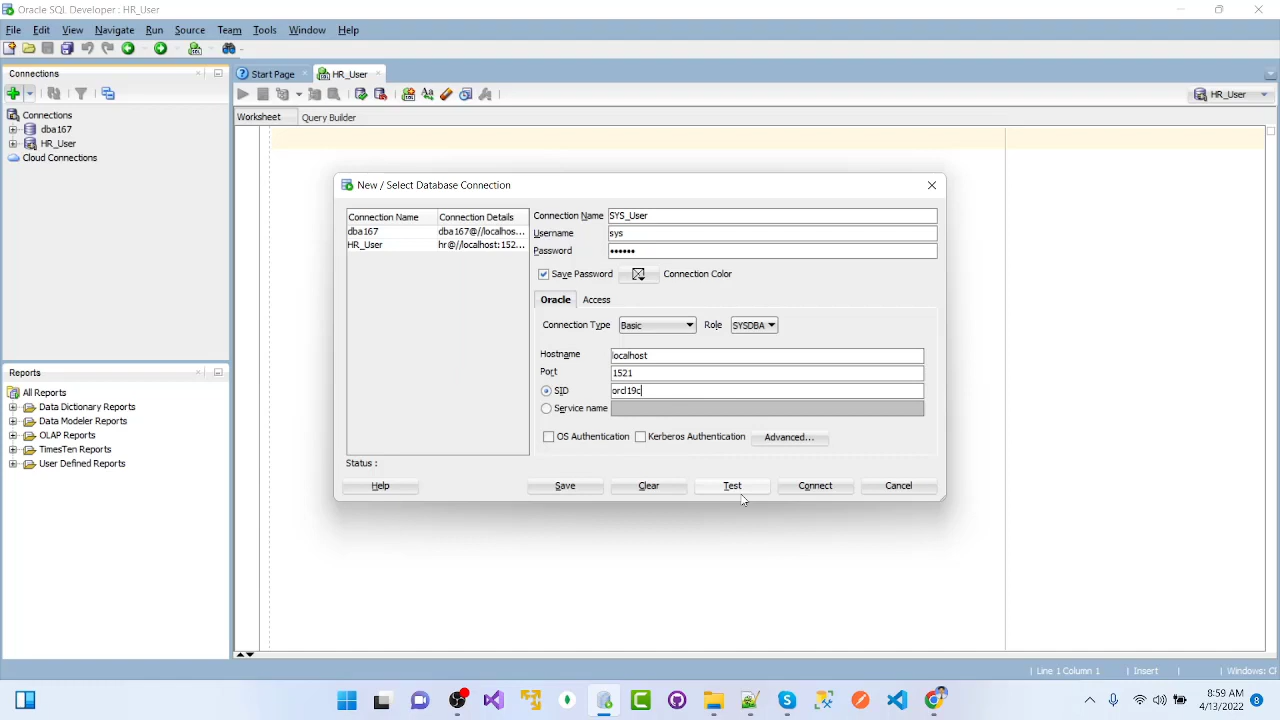 Oracle SQL Developer : HR_User
File Edit View Navigate Run Source Team Tools Window Help
Connections
Start Page
HR_User
HR_User
Connections
dba167
HR_User
Cloud Connections
Worksheet
Query Builder
Reports
All Reports
Data Dictionary Reports
Data Modeler Reports
OLAP Reports
TimesTen Reports
User Defined Reports
New / Select Database Connection
Connection Name Connection Details
dba167 dba167@//localhos...
HR_User hr@//localhost:152...
Connection Name SYS_User
Username sys
Password ••••••
Save Password Connection Color
Oracle Access
Connection Type Basic Role SYSDBA
Hostname localhost
Port 1521
SID orcl19c
Service name
OS Authentication Kerberos Authentication Advanced...
Status :
Help Save Clear Test Connect Cancel
Line 1 Column 1 Insert Windows: Cl
8:59 AM
4/13/2022 8